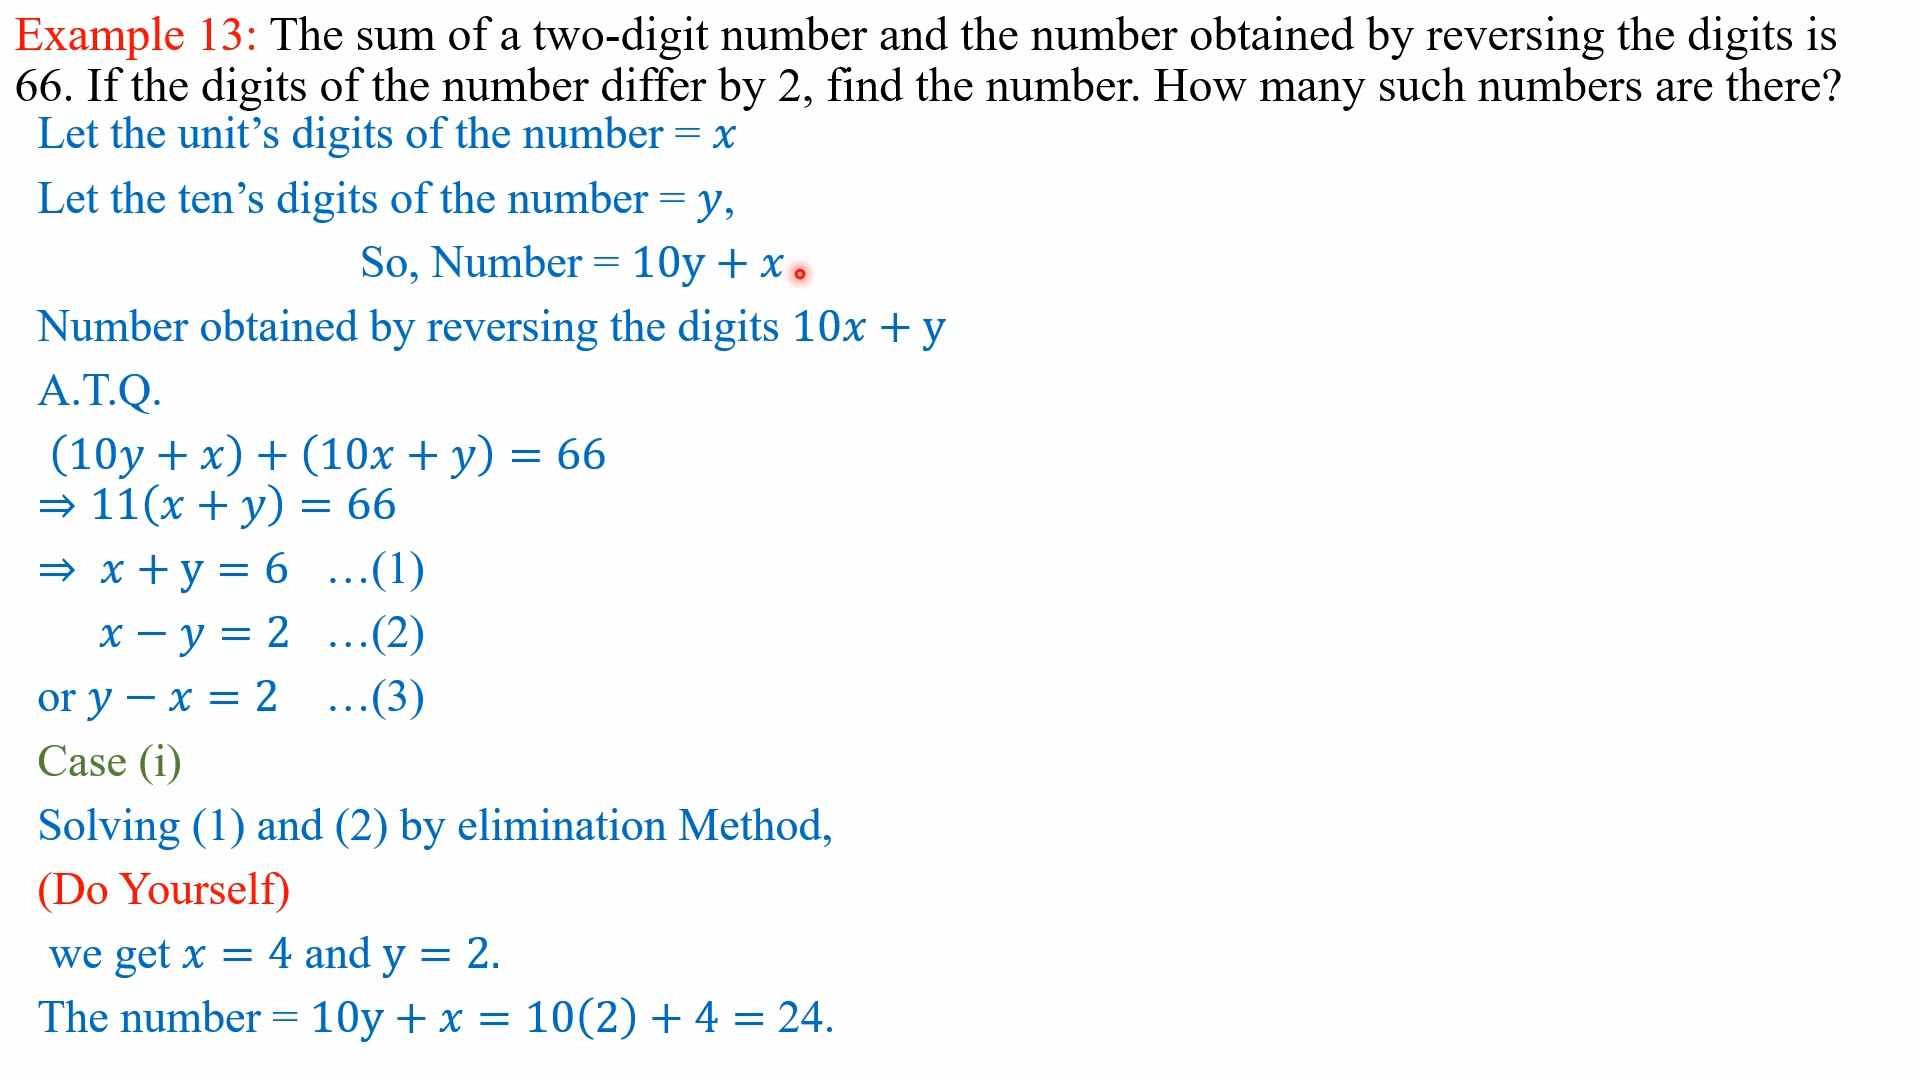 Example 13: The sum of a two-digit number and the number obtained by reversing the digits is
66. If the digits of the number differ by 2, find the number. How many such numbers are there?
Let the unit’s digits of the number = x
Let the ten’s digits of the number = y,
So, Number = 10y + x
Number obtained by reversing the digits 10x + y
A.T.Q.
(10y + x) + (10x + y) = 66
⇒ 11(x + y) = 66
⇒ x + y = 6 …(1)
x − y = 2 …(2)
or y − x = 2 …(3)
Case (i)
Solving (1) and (2) by elimination Method,
(Do Yourself)
we get x = 4 and y = 2.
The number = 10y + x = 10(2) + 4 = 24.